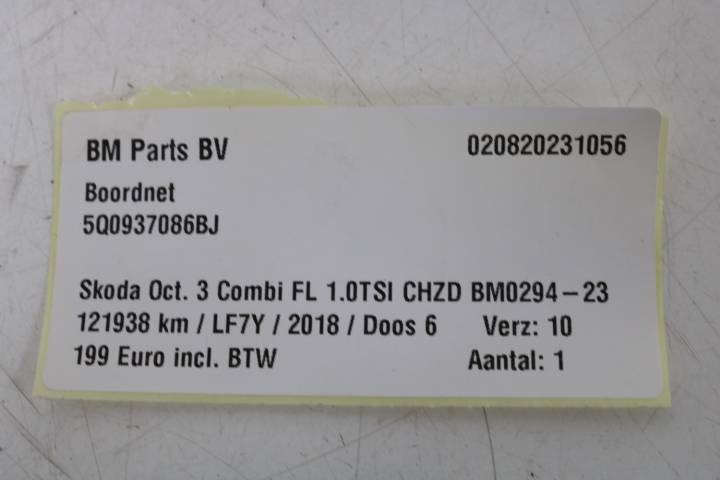 BM Parts BV 020820231056
Boordnet
5Q0937086BJ
Skoda Oct. 3 Combi FL 1.0TSI CHZD BM0294-23
121938 km / LF7Y / 2018 / Doos 6 Verz: 10
199 Euro incl. BTW Aantal: 1